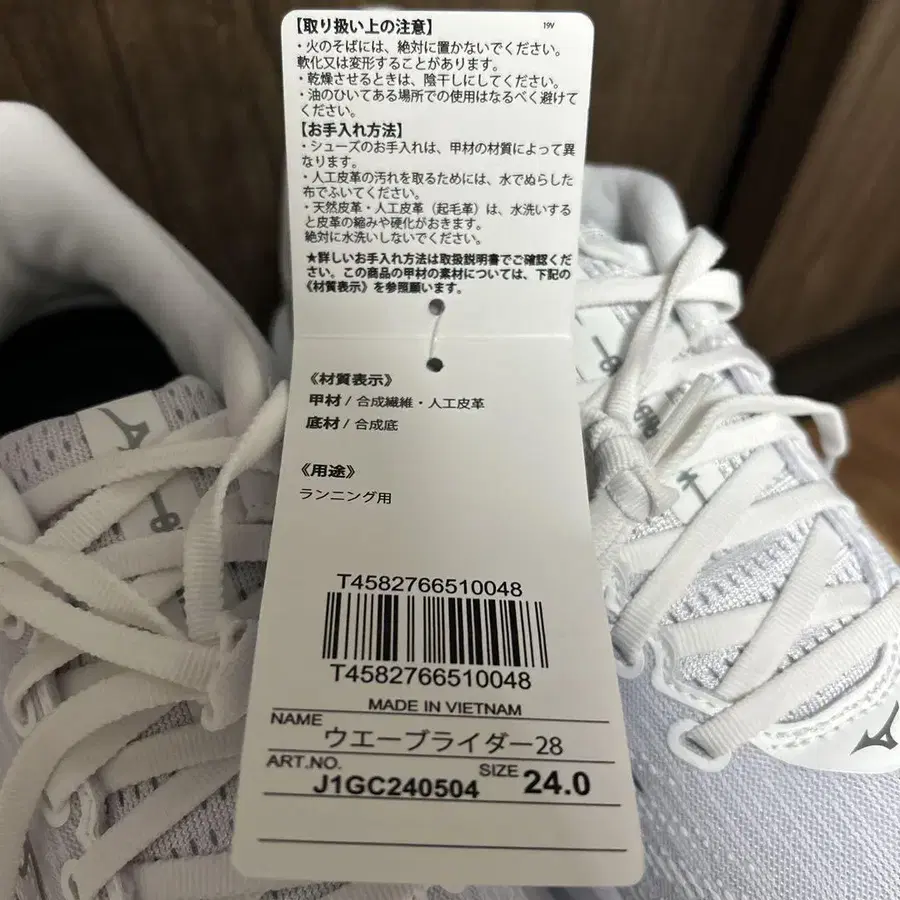 【取り扱い上の注意】
19V
・火のそばには、絶対に置かないでください。
軟化又は変形することがあります。
・乾燥させるときは、陰干しにしてください。
・油のひいてある場所での使用はなるべく避けて
ください。
【お手入れ方法】
・シューズのお手入れは、甲材の材質によって異
なります。
・人工皮革の汚れを取るためには、水でぬらした
布でふいてください。
・天然皮革・人工皮革（起毛革）は、水洗いする
と皮革の縮みや硬化がおきます。
絶対に水洗いしないでください。
★詳しいお手入れ方法は取扱説明書でご確認くだ
さい。この商品の甲材の素材については、下記の
《材質表示》を参照願います。
《材質表示》
甲材 / 合成繊維・人工皮革
底材 / 合成底
《用途》
ランニング用
T4582766510048
T4582766510048
MADE IN VIETNAM
NAME
ウエーブライダー28
ART.NO.
J1GC240504
SIZE
24.0